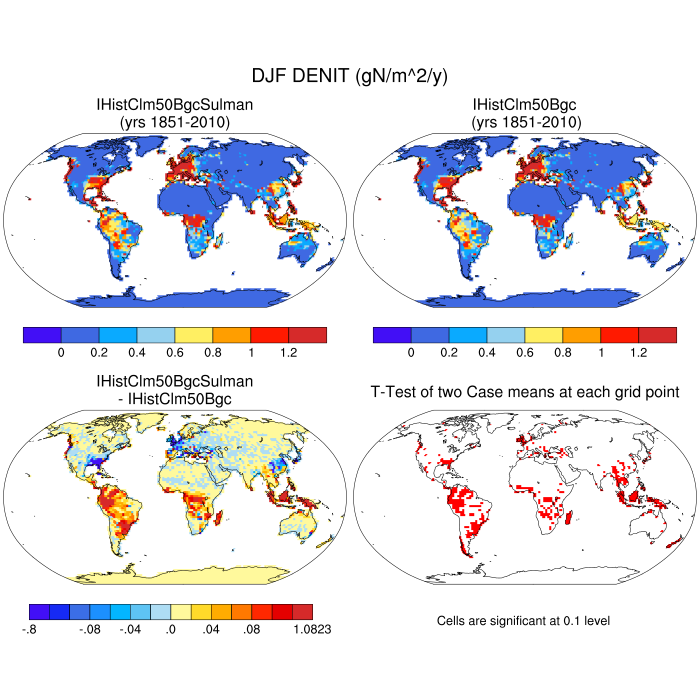 DJF DENIT (gN/m^2/y)
IHistClm50BgcSulman
(yrs 1851-2010)
IHistClm50Bgc
(yrs 1851-2010)
0 0.2 0.4 0.6 0.8 1 1.2
0 0.2 0.4 0.6 0.8 1 1.2
IHistClm50BgcSulman
- IHistClm50Bgc
T-Test of two Case means at each grid point
-.8 -.08 -.04 .0 .04 .08 1.0823
Cells are significant at 0.1 level